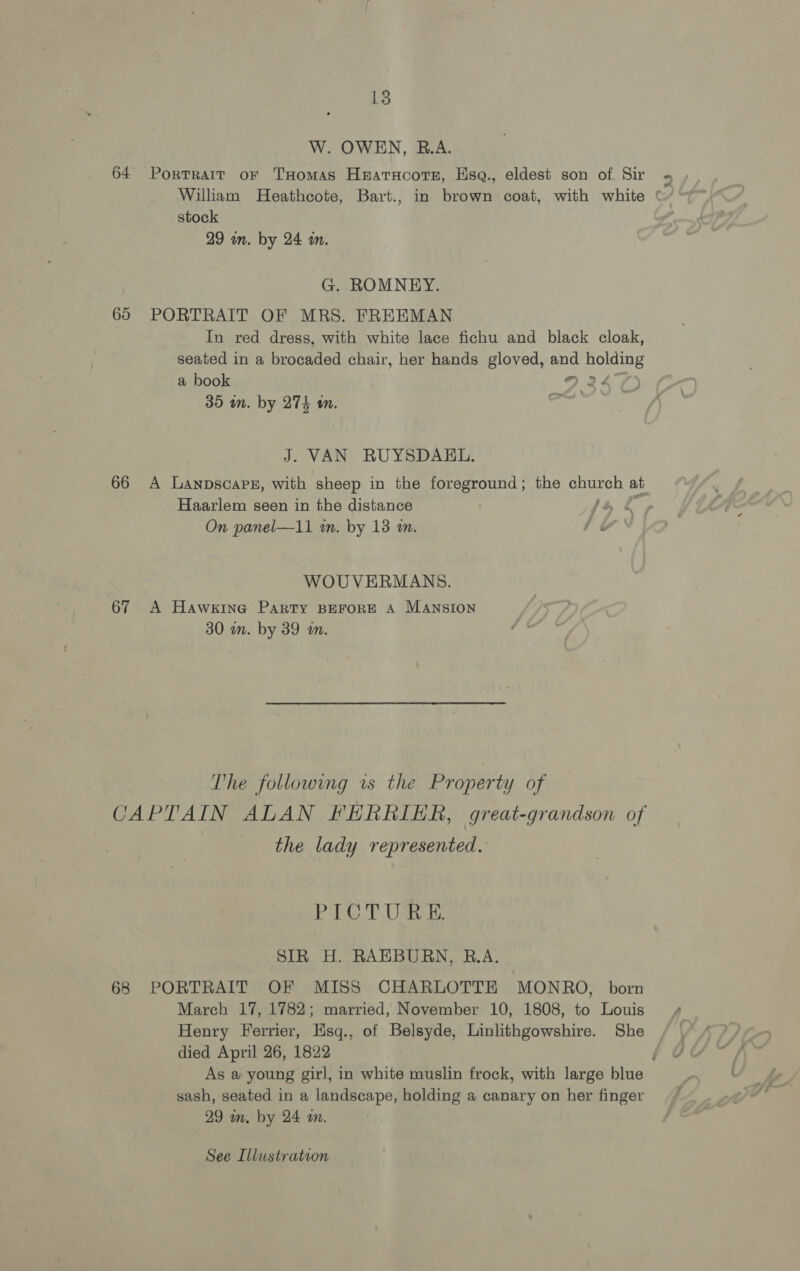 13
W. OWEN, R.A.
64 PORTRAIT OF THOMAS HEATHCOTE, ESQ., eldest son of Sir
William Heathcote, Bart., in brown coat, with white
stock
29 in. by 24 in.
G. ROMNEY.
65 PORTRAIT OF MRS. FREEMAN
In red dress, with white lace fichu and black cloak,
seated in a brocaded chair, her hands gloved, and holding
a book
35 in. by 27½ in.
J. VAN RUYSDAEL.
66 A LANDSCAPE, with sheep in the foreground; the church at
Haarlem seen in the distance
On panel—11 in. by 13 in.
WOUVERMANS.
67 A HAWKING PARTY BEFORE A MANSION
30 in. by 39 in.
The following is the Property of
CAPTAIN ALAN FERRIER, great-grandson of
the lady represented.
PICTURE.
SIR H. RAEBURN, R.A.
68 PORTRAIT OF MISS CHARLOTTE MONRO, born
March 17, 1782; married, November 10, 1808, to Louis
Henry Ferrier, Esq., of Belsyde, Linlithgowshire. She
died April 26, 1822
As a young girl, in white muslin frock, with large blue
sash, seated in a landscape, holding a canary on her finger
29 in. by 24 in.
See Illustration